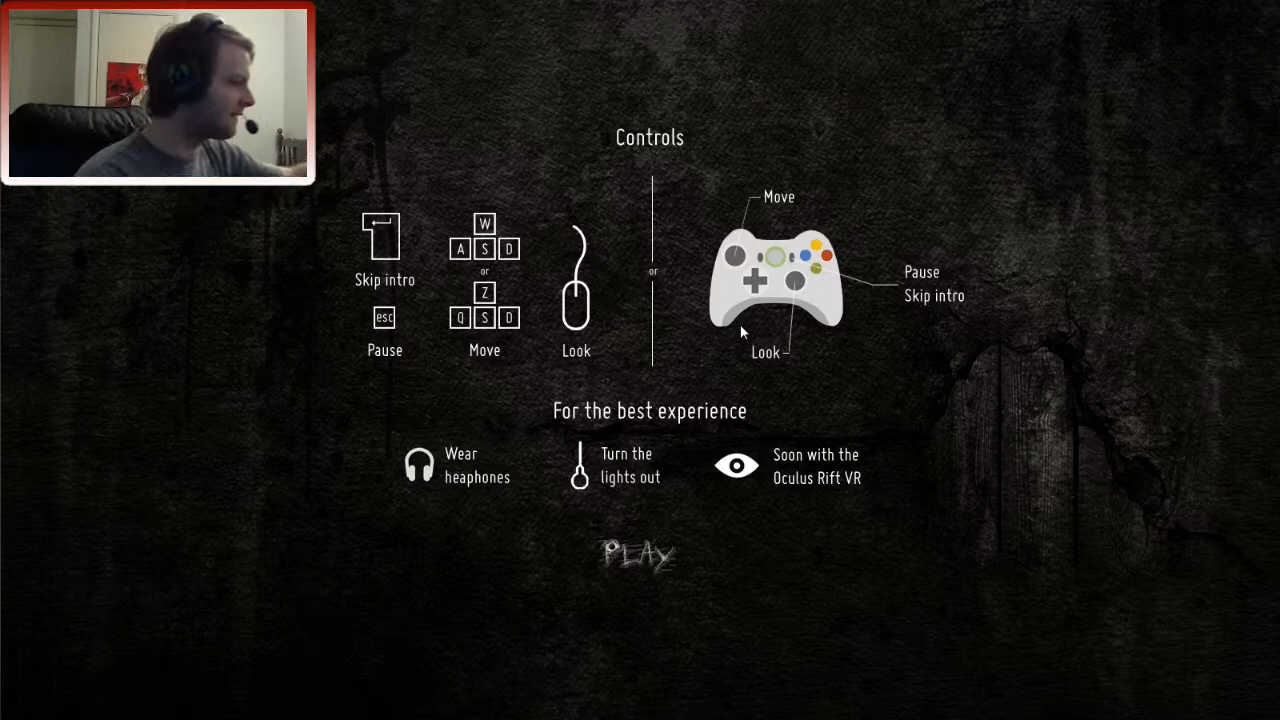 Controls
Move
W
A S D
Skip intro
or
or
Pause
Skip intro
Z
esc
Q S D
Pause
Move
Look
Look
For the best experience
Wear
heaphones
Turn the
lights out
Soon with the
Oculus Rift VR
PLAY